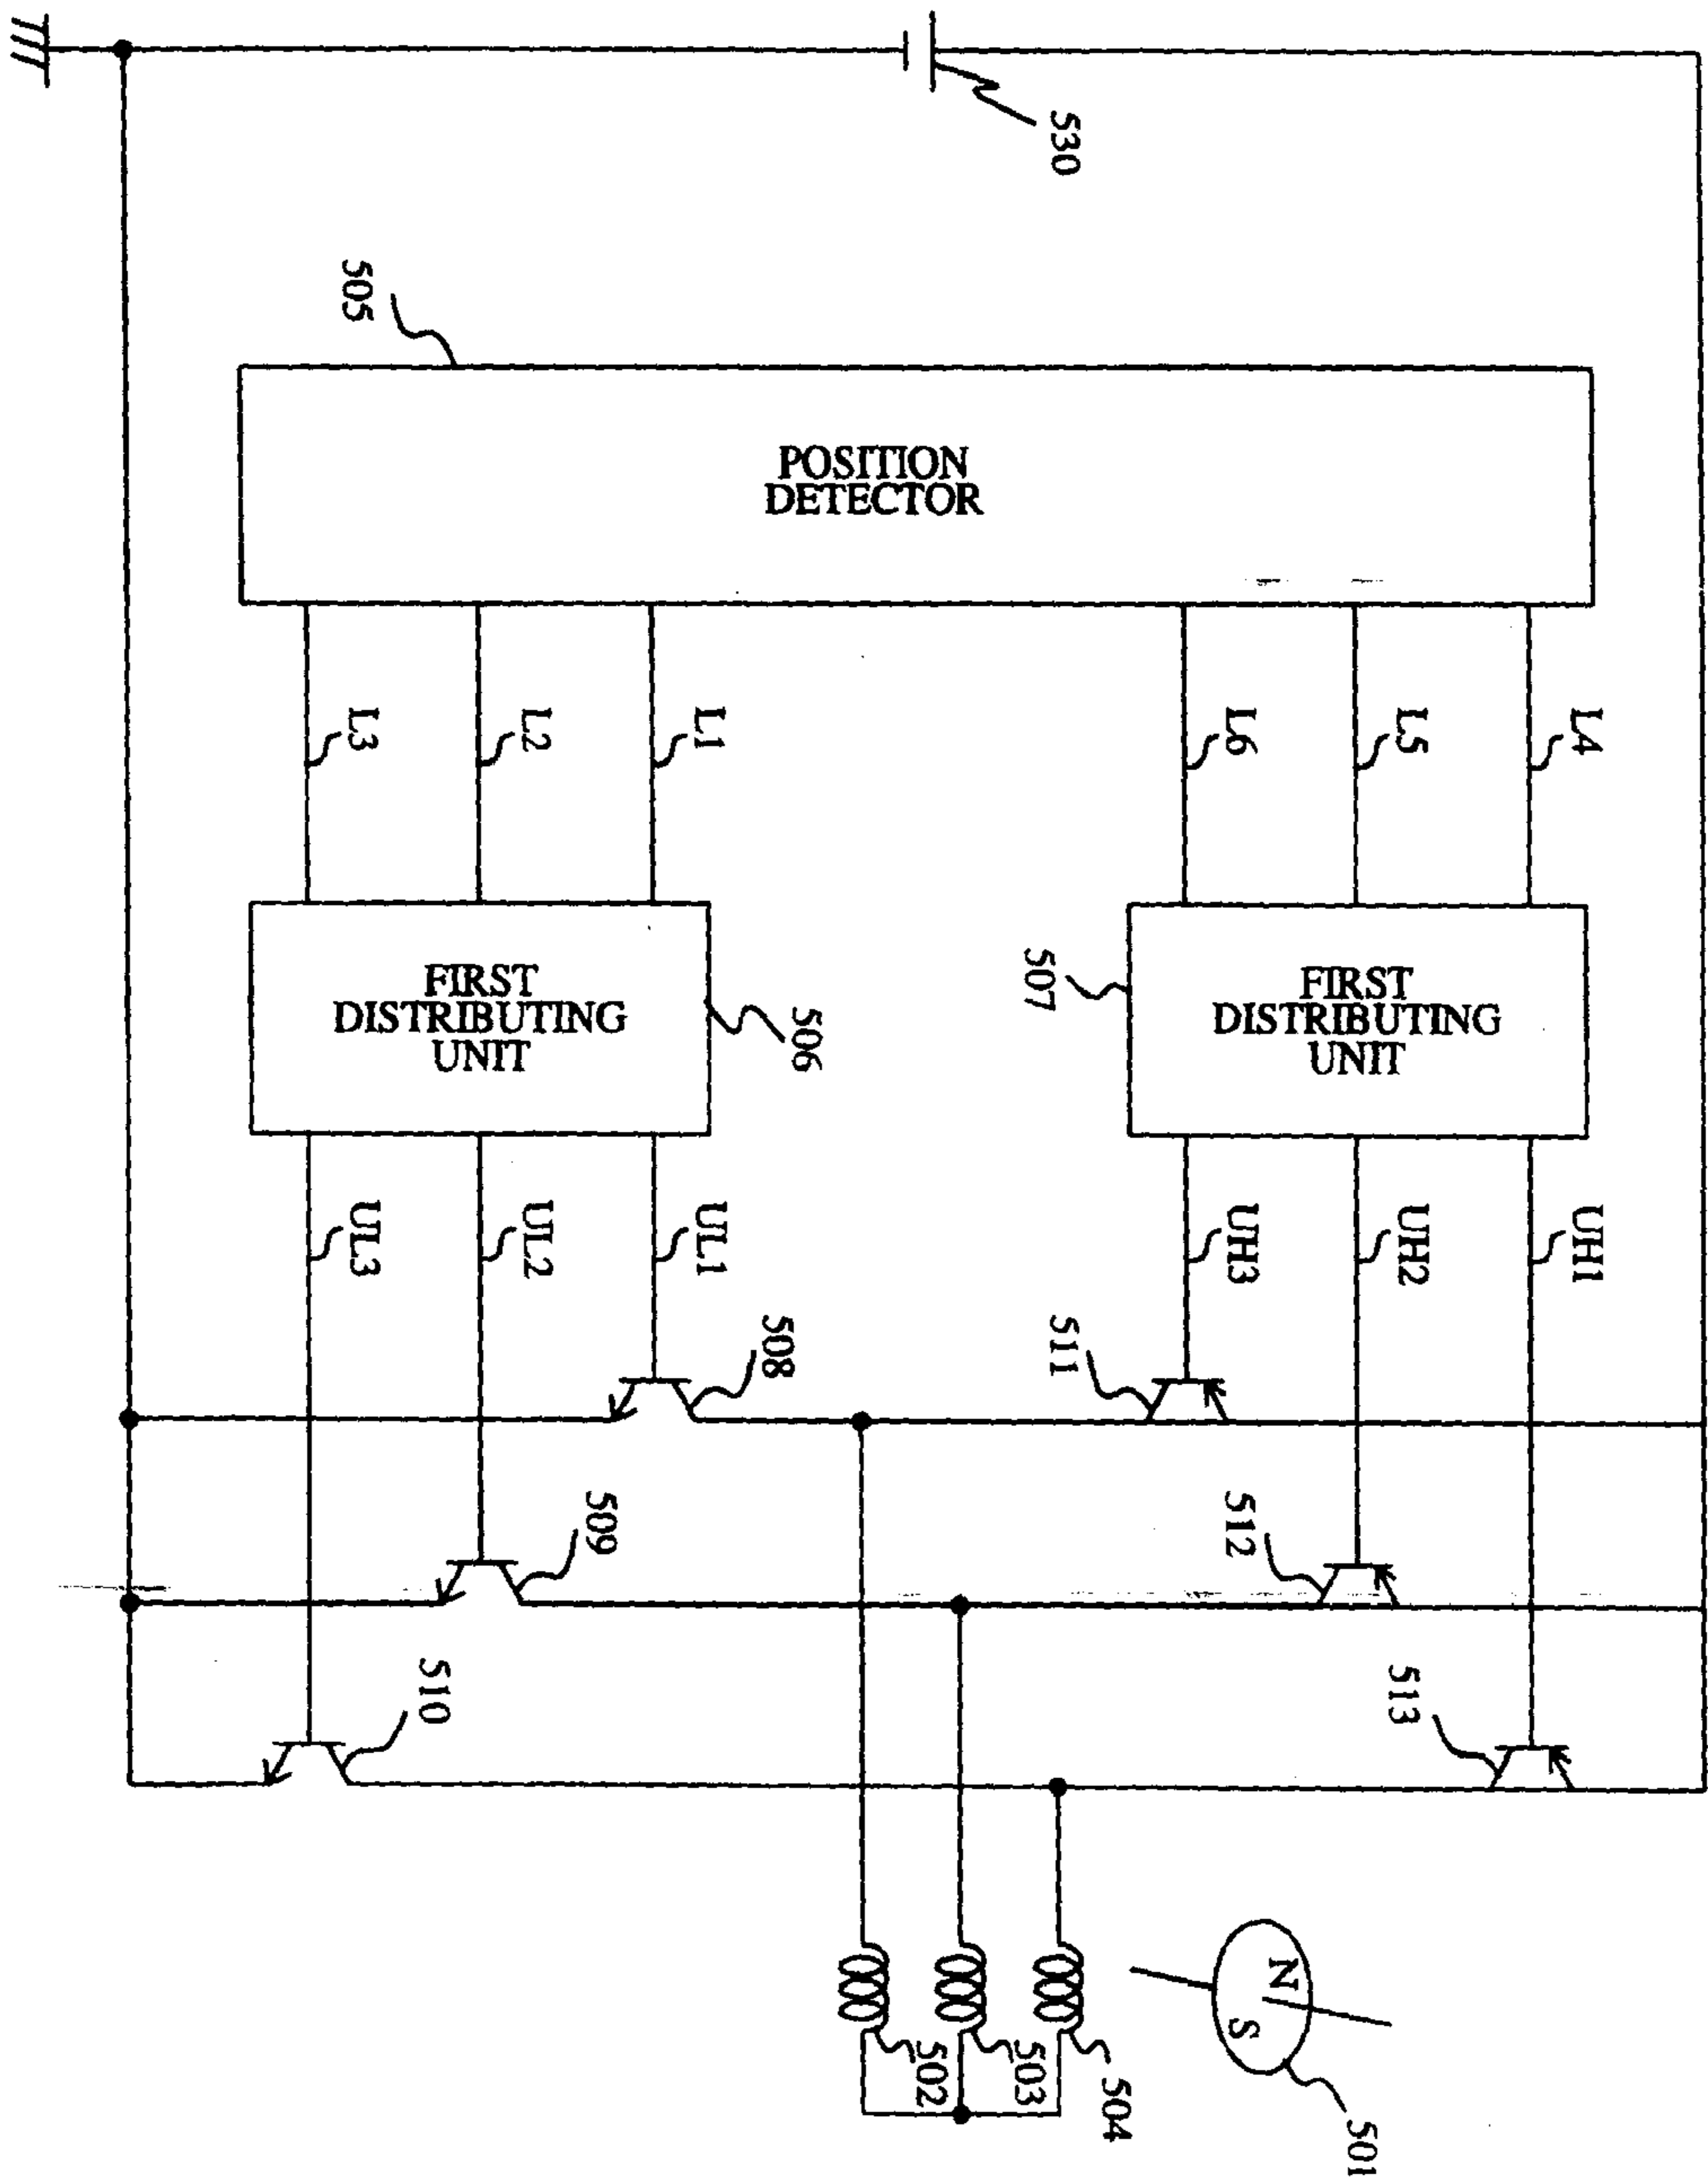 530
505
POSITION
DETECTOR
L3
L2
L1
L6
L5
L4
FIRST
DISTRIBUTING
UNIT
506
507
FIRST
DISTRIBUTING
UNIT
UL3
UL2
UL1
UH3
UH2
UH1
508
511
509
512
510
513
N
S
502
503
504
501